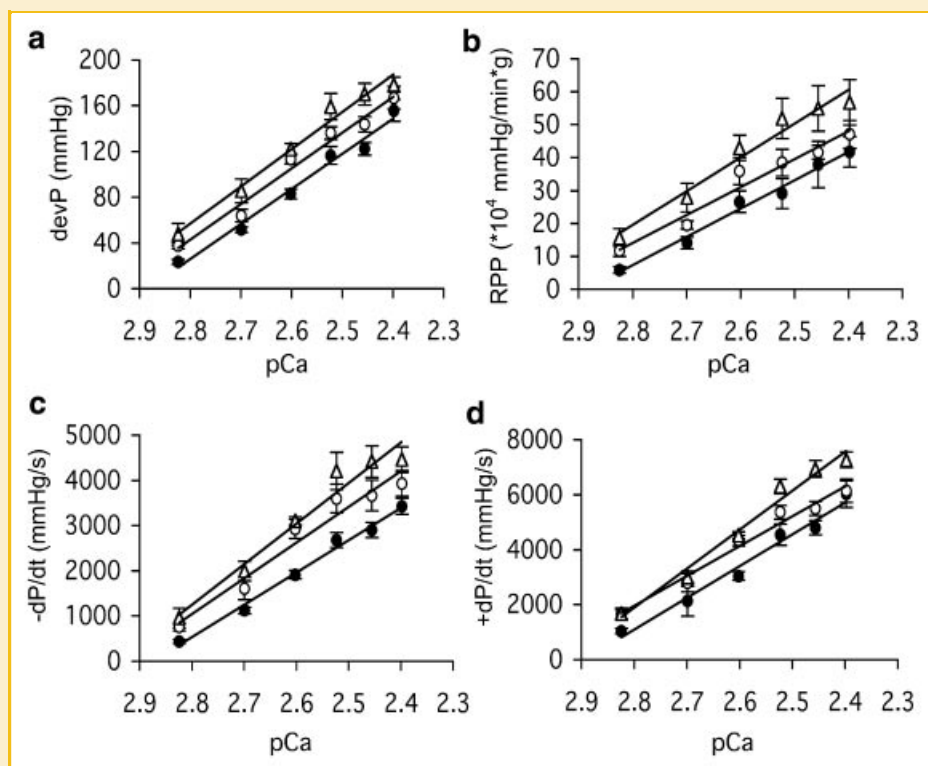 a
devP (mmHg)
200
160
120
80
40
0
2.9 2.8 2.7 2.6 2.5 2.4 2.3
pCa
b
RPP (*10⁴ mmHg/min*g)
70
60
50
40
30
20
10
0
2.9 2.8 2.7 2.6 2.5 2.4 2.3
pCa
c
-dP/dt (mmHg/s)
5000
4000
3000
2000
1000
0
2.9 2.8 2.7 2.6 2.5 2.4 2.3
pCa
d
+dP/dt (mmHg/s)
8000
6000
4000
2000
0
2.9 2.8 2.7 2.6 2.5 2.4 2.3
pCa